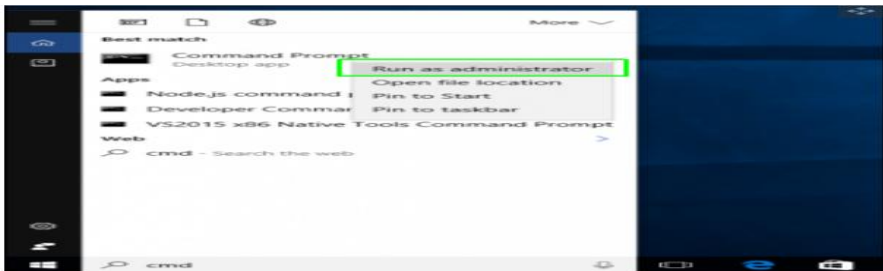 More
Best match
Command Prompt
Desktop app
Run as administrator
Open file location
Pin to Start
Pin to taskbar
Apps
Node.js command
Developer Comman
VS2015 x86 Native Tools Command Prompt
Web
cmd - Search the web
cmd